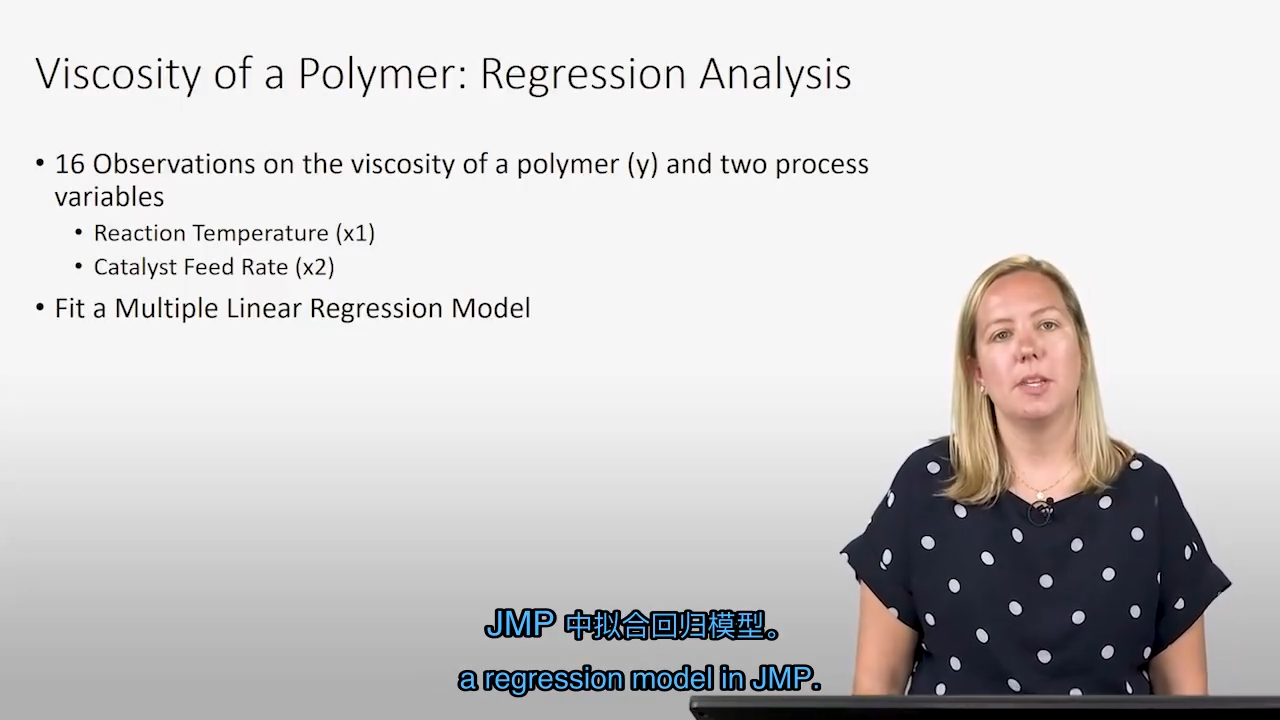 Viscosity of a Polymer: Regression Analysis
• 16 Observations on the viscosity of a polymer (y) and two process
variables
• Reaction Temperature (x1)
• Catalyst Feed Rate (x2)
• Fit a Multiple Linear Regression Model
JMP 中拟合回归模型。
a regression model in JMP.